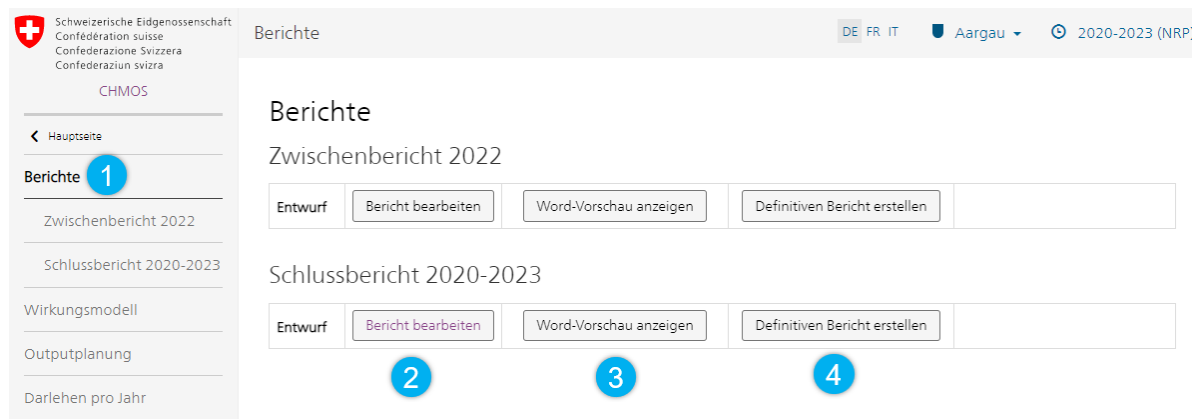 Schweizerische Eidgenossenschaft
Confédération suisse
Confederazione Svizzera
Confederaziun svizra
CHMOS
Hauptseite
Berichte 1
Zwischenbericht 2022
Schlussbericht 2020-2023
Wirkungsmodell
Outputplanung
Darlehen pro Jahr
Berichte DE FR IT Aargau 2020-2023 (NRP)
Berichte
Zwischenbericht 2022
Entwurf Bericht bearbeiten Word-Vorschau anzeigen Definitiven Bericht erstellen
Schlussbericht 2020-2023
Entwurf Bericht bearbeiten Word-Vorschau anzeigen Definitiven Bericht erstellen
2 3 4